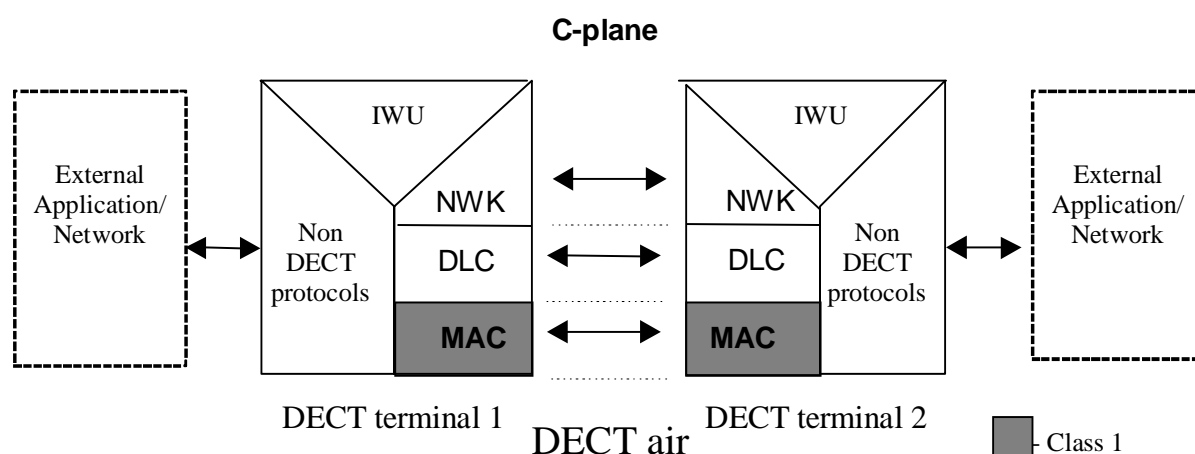 C-plane
External
Application/
Network
IWU
Non
DECT
protocols
NWK
DLC
MAC
IWU
NWK
DLC
MAC
Non
DECT
protocols
External
Application/
Network
DECT terminal 1
DECT terminal 2
DECT air
- Class 1